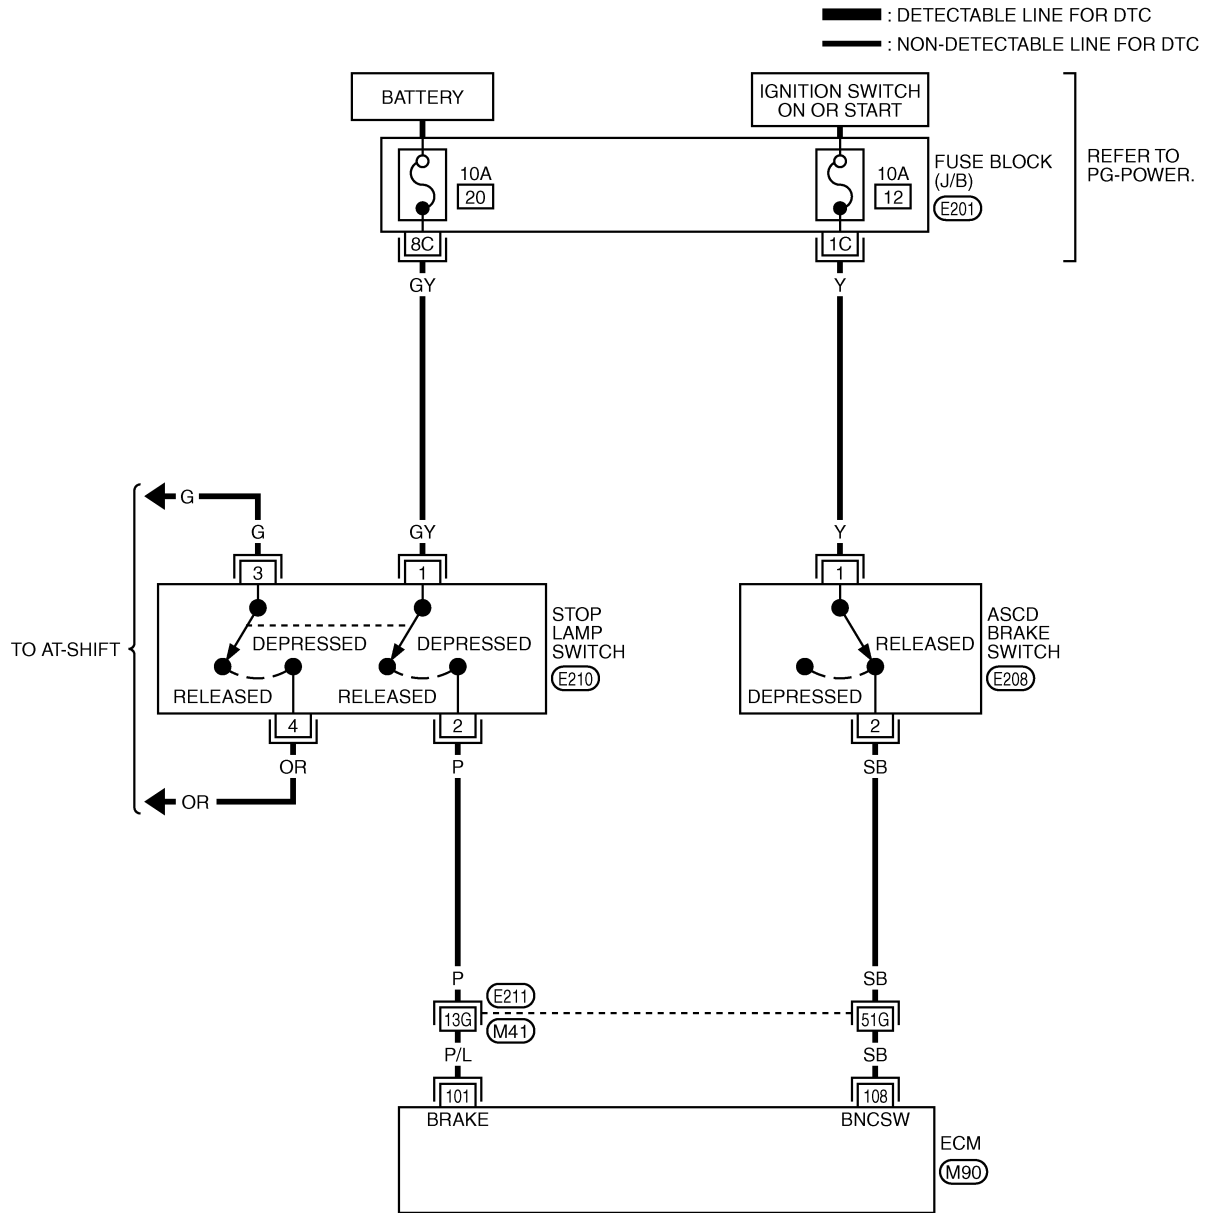 : DETECTABLE LINE FOR DTC
: NON-DETECTABLE LINE FOR DTC
BATTERY
IGNITION SWITCH
ON OR START
10A
20
10A
12
FUSE BLOCK
(J/B)
E201
REFER TO
PG-POWER.
8C
1C
GY
Y
G
G
GY
Y
3
1
1
TO AT-SHIFT
DEPRESSED
DEPRESSED
RELEASED
RELEASED
STOP
LAMP
SWITCH
E210
RELEASED
DEPRESSED
ASCD
BRAKE
SWITCH
E208
4
2
2
OR
P
SB
OR
P
SB
E211
13G
M41
51G
P/L
SB
101
108
BRAKE
BNCSW
ECM
M90